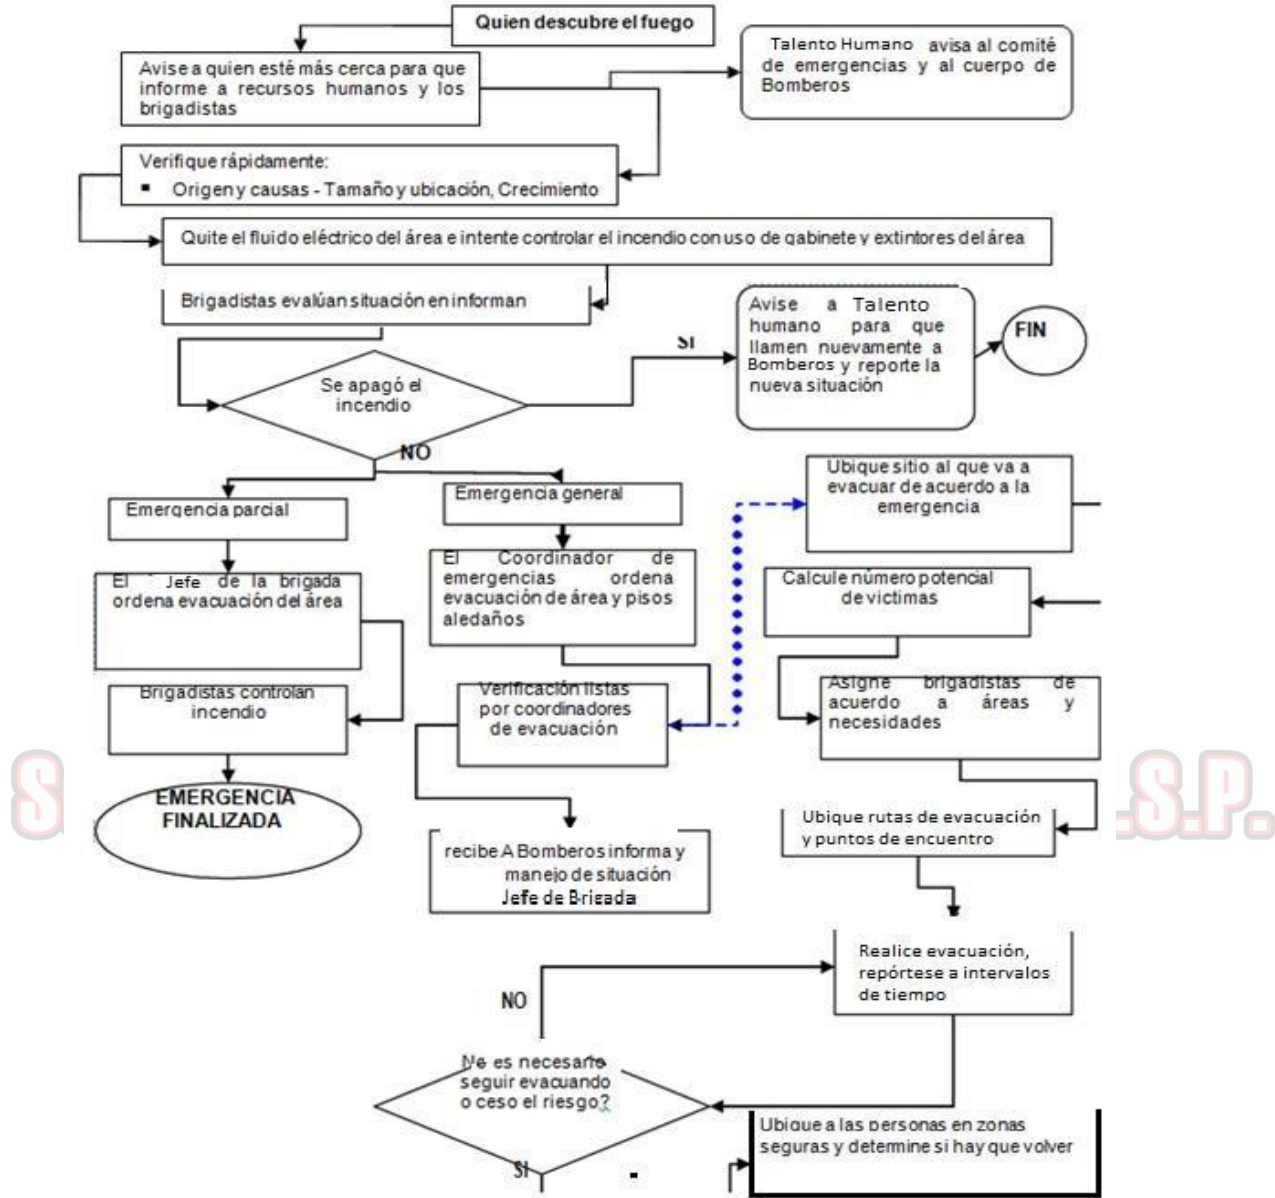 Quien descubre el fuego
Avise a quien esté más cerca para que
informe a recursos humanos y los
brigadistas
Talento Humano avisa al comité
de emergencias y al cuerpo de
Bomberos
Verifique rápidamente:
▪ Origen y causas - Tamaño y ubicación, Crecimiento
Quite el fluido eléctrico del área e intente controlar el incendio con uso de gabinete y extintores del área
Brigadistas evalúan situación en informan
Se apagó el
incendio
SI
Avise a Talento
humano para que
llamen nuevamente a
Bomberos y reporte la
nueva situación
FIN
NO
Emergencia parcial
El Jefe de la brigada
ordena evacuación del área
Brigadistas controlan
incendio
EMERGENCIA
FINALIZADA
Emergencia general
El Coordinador de
emergencias ordena
evacuación de área y pisos
aledaños
Verificación listas
por coordinadores
de evacuación
recibe A Bomberos informa y
manejo de situación
Jefe de Brigada
Ubique sitio al que va a
evacuar de acuerdo a la
emergencia
Calcule número potencial
de victimas
Asigne brigadistas de
acuerdo a áreas y
necesidades
Ubique rutas de evacuación
y puntos de encuentro
Realice evacuación,
repórtese a intervalos
de tiempo
NO
No es necesario
seguir evacuando
o ceso el riesgo?
SI
Ubique a las personas en zonas
seguras y determine si hay que volver
S
.S.P.